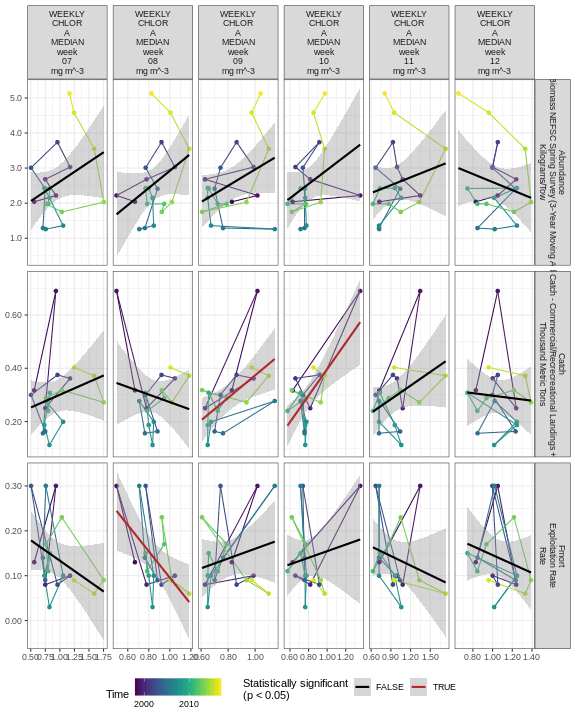 WEEKLY CHLOR A MEDIAN week 07 mg m^-3
WEEKLY CHLOR A MEDIAN week 08 mg m^-3
WEEKLY CHLOR A MEDIAN week 09 mg m^-3
WEEKLY CHLOR A MEDIAN week 10 mg m^-3
WEEKLY CHLOR A MEDIAN week 11 mg m^-3
WEEKLY CHLOR A MEDIAN week 12 mg m^-3
5.0
4.0
3.0
2.0
1.0
Abundance
Biomass NEFSC Spring Survey (3-Year Moving A
Kilograms/Tow
0.60
0.40
0.20
Catch
Catch - Commercial/Recreational Landings +
Thousand Metric Tons
0.30
0.20
0.10
0.00
Fmort
Exploitation Rate
Rate
0.50 0.75 1.00 1.25 1.50 1.75
0.60 0.80 1.00 1.20
0.60 0.80 1.00
0.60 0.80 1.00 1.20
0.60 0.90 1.20 1.50
0.80 1.00 1.20 1.40
Time
2000 2010
Statistically significant
(p < 0.05)
FALSE
TRUE